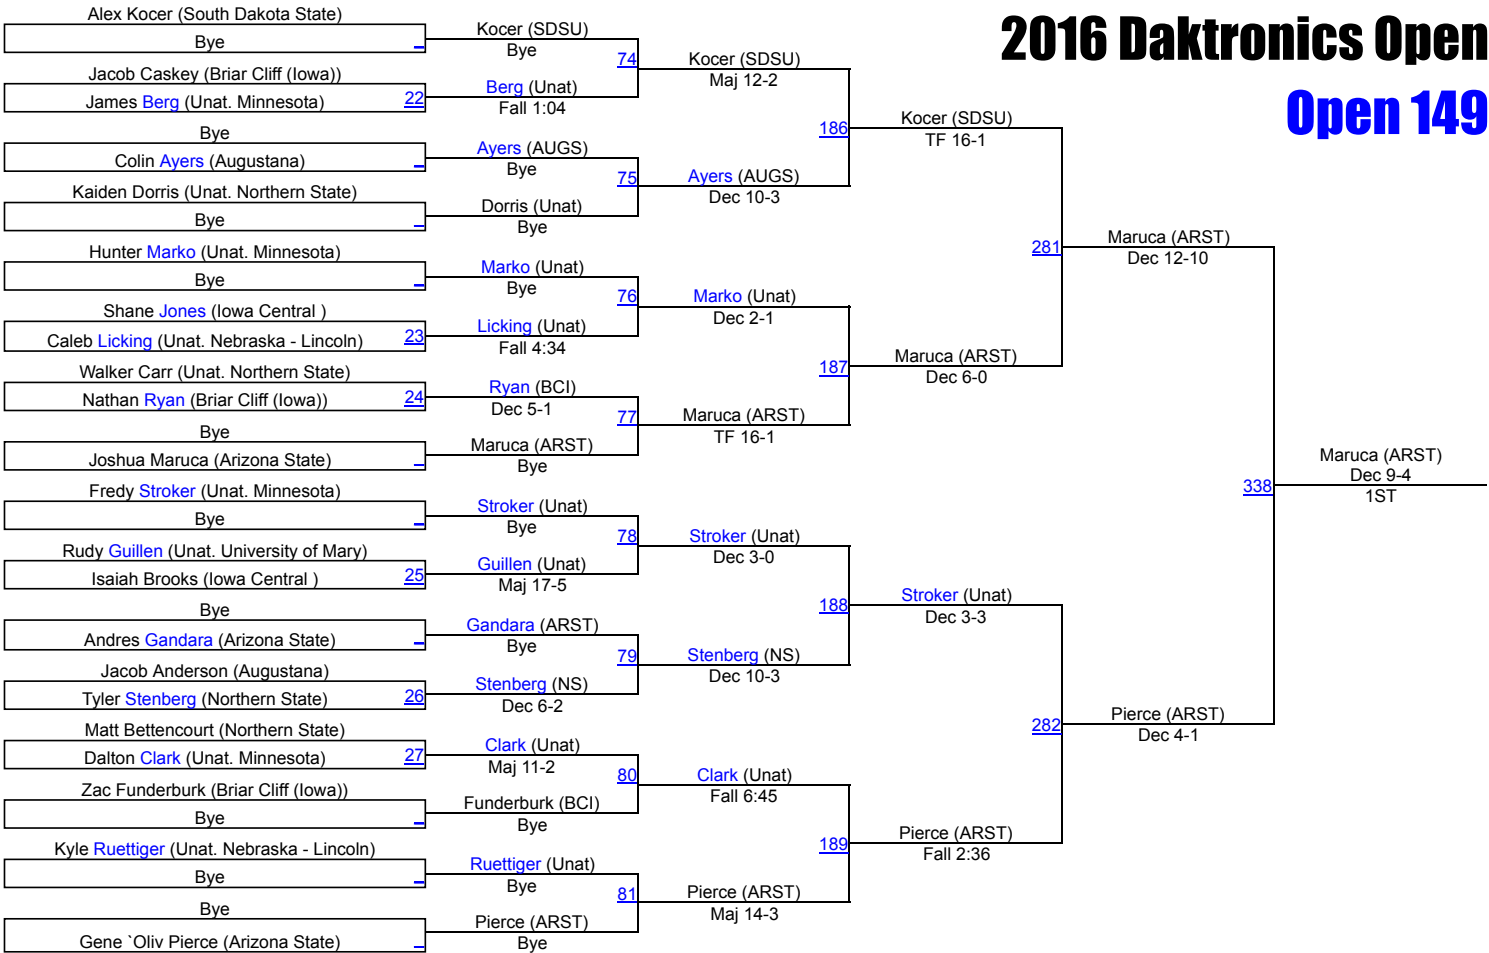 2016 Daktronics Open
Open 149
Alex Kocer (South Dakota State)
Bye
Jacob Caskey (Briar Cliff (Iowa))
James Berg (Unat. Minnesota) 22
Bye
Colin Ayers (Augustana)
Kaiden Dorris (Unat. Northern State)
Bye
Hunter Marko (Unat. Minnesota)
Bye
Shane Jones (Iowa Central )
Caleb Licking (Unat. Nebraska - Lincoln) 23
Walker Carr (Unat. Northern State)
Nathan Ryan (Briar Cliff (Iowa)) 24
Bye
Joshua Maruca (Arizona State)
Fredy Stroker (Unat. Minnesota)
Bye
Rudy Guillen (Unat. University of Mary)
Isaiah Brooks (Iowa Central ) 25
Bye
Andres Gandara (Arizona State)
Jacob Anderson (Augustana)
Tyler Stenberg (Northern State) 26
Matt Bettencourt (Northern State)
Dalton Clark (Unat. Minnesota) 27
Zac Funderburk (Briar Cliff (Iowa))
Bye
Kyle Ruettiger (Unat. Nebraska - Lincoln)
Bye
Bye
Gene `Oliv Pierce (Arizona State)
Kocer (SDSU)
Bye
74
Berg (Unat)
Fall 1:04
Ayers (AUGS)
Bye
75
Dorris (Unat)
Bye
Marko (Unat)
Bye
76
Licking (Unat)
Fall 4:34
Ryan (BCI)
Dec 5-1
77
Maruca (ARST)
Bye
Stroker (Unat)
Bye
78
Guillen (Unat)
Maj 17-5
Gandara (ARST)
Bye
79
Stenberg (NS)
Dec 6-2
Clark (Unat)
Maj 11-2
80
Funderburk (BCI)
Bye
Ruettiger (Unat)
Bye
81
Pierce (ARST)
Bye
Kocer (SDSU)
Maj 12-2
186
Ayers (AUGS)
Dec 10-3
Marko (Unat)
Dec 2-1
187
Maruca (ARST)
TF 16-1
Stroker (Unat)
Dec 3-0
188
Stenberg (NS)
Dec 10-3
Clark (Unat)
Fall 6:45
189
Pierce (ARST)
Maj 14-3
Kocer (SDSU)
TF 16-1
281
Maruca (ARST)
Dec 6-0
Stroker (Unat)
Dec 3-3
282
Pierce (ARST)
Fall 2:36
Maruca (ARST)
Dec 12-10
338
Pierce (ARST)
Dec 4-1
Maruca (ARST)
Dec 9-4
1ST